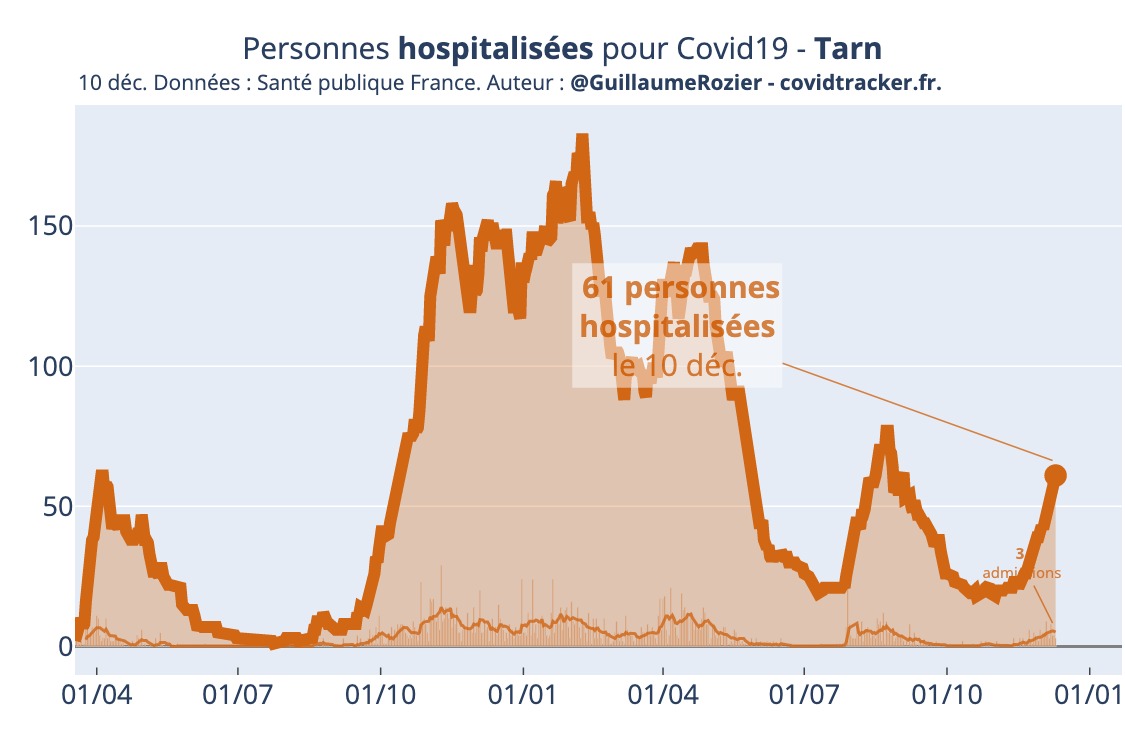 Personnes hospitalisées pour Covid19 - Tarn
10 déc. Données : Santé publique France. Auteur : @GuillaumeRozier - covidtracker.fr.
150
100
50
0
61 personnes
hospitalisées
le 10 déc.
3
admissions
01/04 01/07 01/10 01/01 01/04 01/07 01/10 01/01